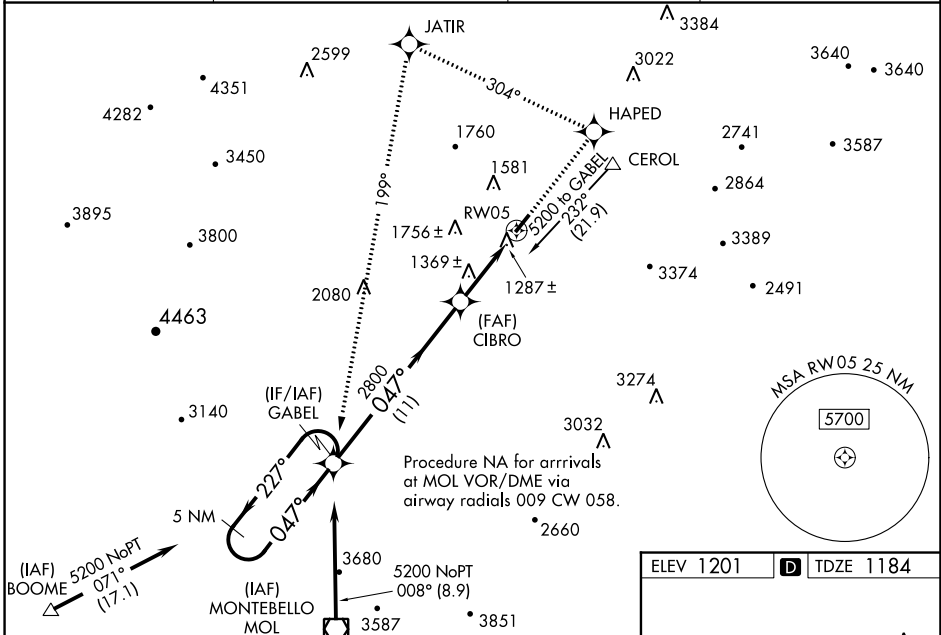 3384
JATIR
2599
3022
3640
3640
4351
304°
4282
HAPED
1760
2741
3587
3450
1581
CEROL
199°
2864
3895
RW05
5200 to GABEL
232°
(21.9)
1756 ±
3800
3389
1369 ±
3374
2080
1287 ±
2491
4463
(FAF)
CIBRO
2800
047°
(11)
MSA RW05 25 NM
5700
(IF/IAF)
GABEL
3274
3140
3032
227°
047°
Procedure NA for arrrivals
at MOL VOR/DME via
airway radials 009 CW 058.
5 NM
2660
(IAF)
BOOME
5200 NoPT
071°
(17.1)
3680
5200 NoPT
008° (8.9)
ELEV 1201
D
TDZE 1184
(IAF)
MONTEBELLO
MOL
3587
3851